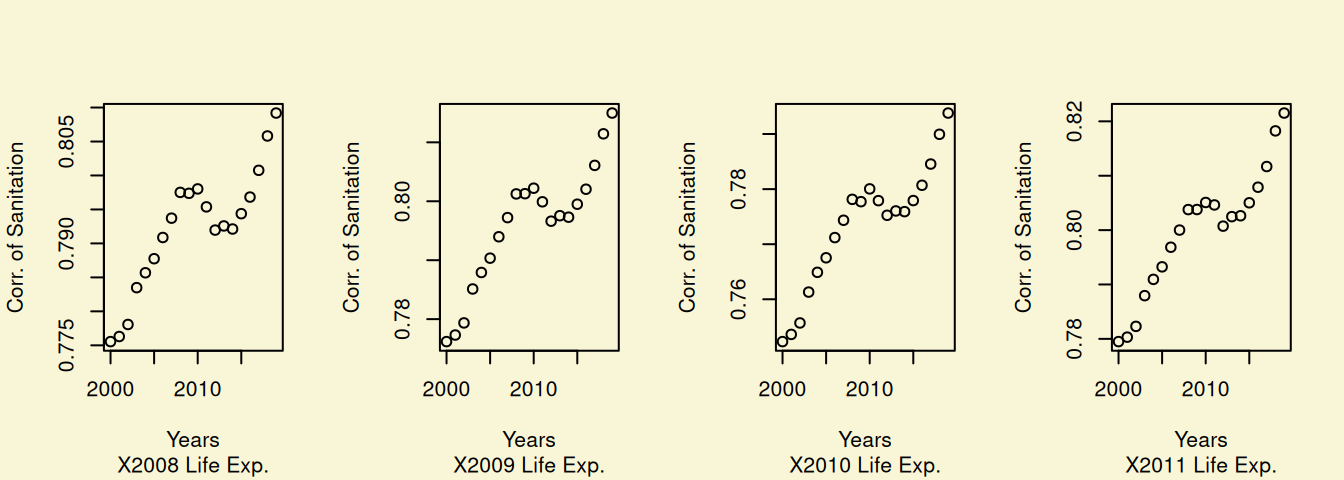 Corr. of Sanitation
0.805
0.790
0.775
2000 2010
Years
X2008 Life Exp.
Corr. of Sanitation
0.80
0.78
2000 2010
Years
X2009 Life Exp.
Corr. of Sanitation
0.78
0.76
2000 2010
Years
X2010 Life Exp.
Corr. of Sanitation
0.82
0.80
0.78
2000 2010
Years
X2011 Life Exp.